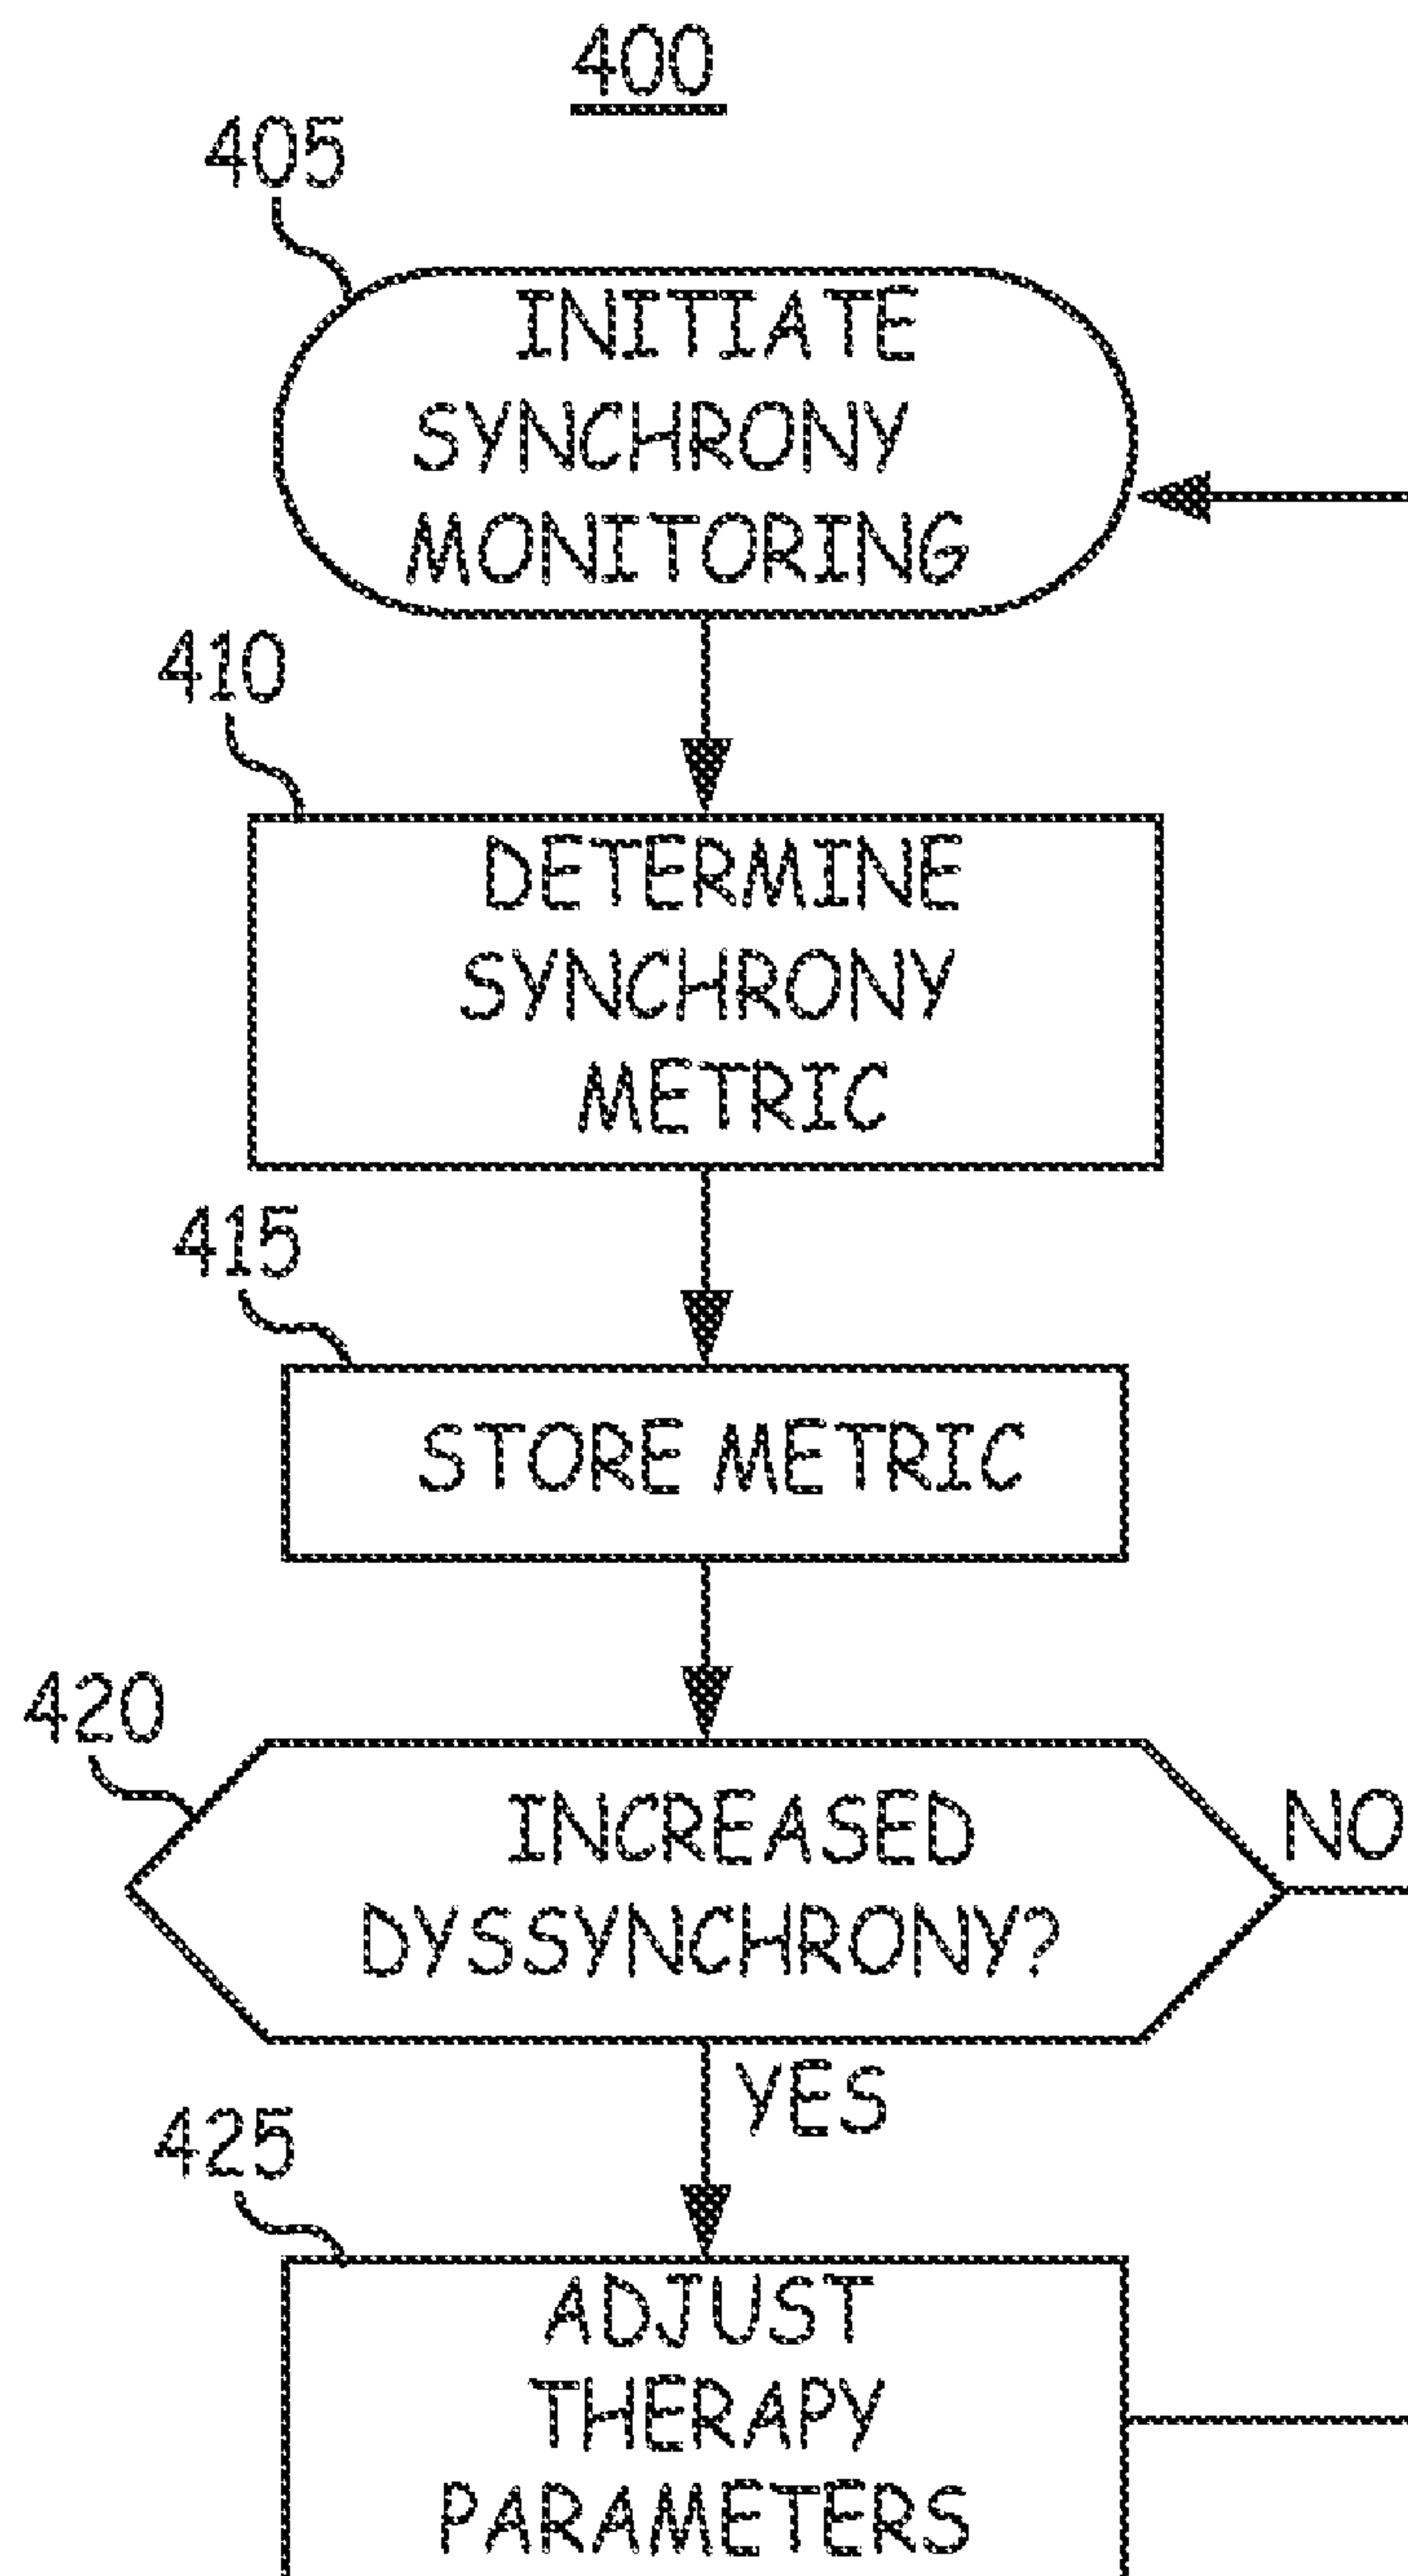 400
405
INITIATE
SYNCHRONY
MONITORING
410
DETERMINE
SYNCHRONY
METRIC
415
STORE METRIC
420
INCREASED
DYSSYNCHRONY?
NO
YES
425
ADJUST
THERAPY
PARAMETERS